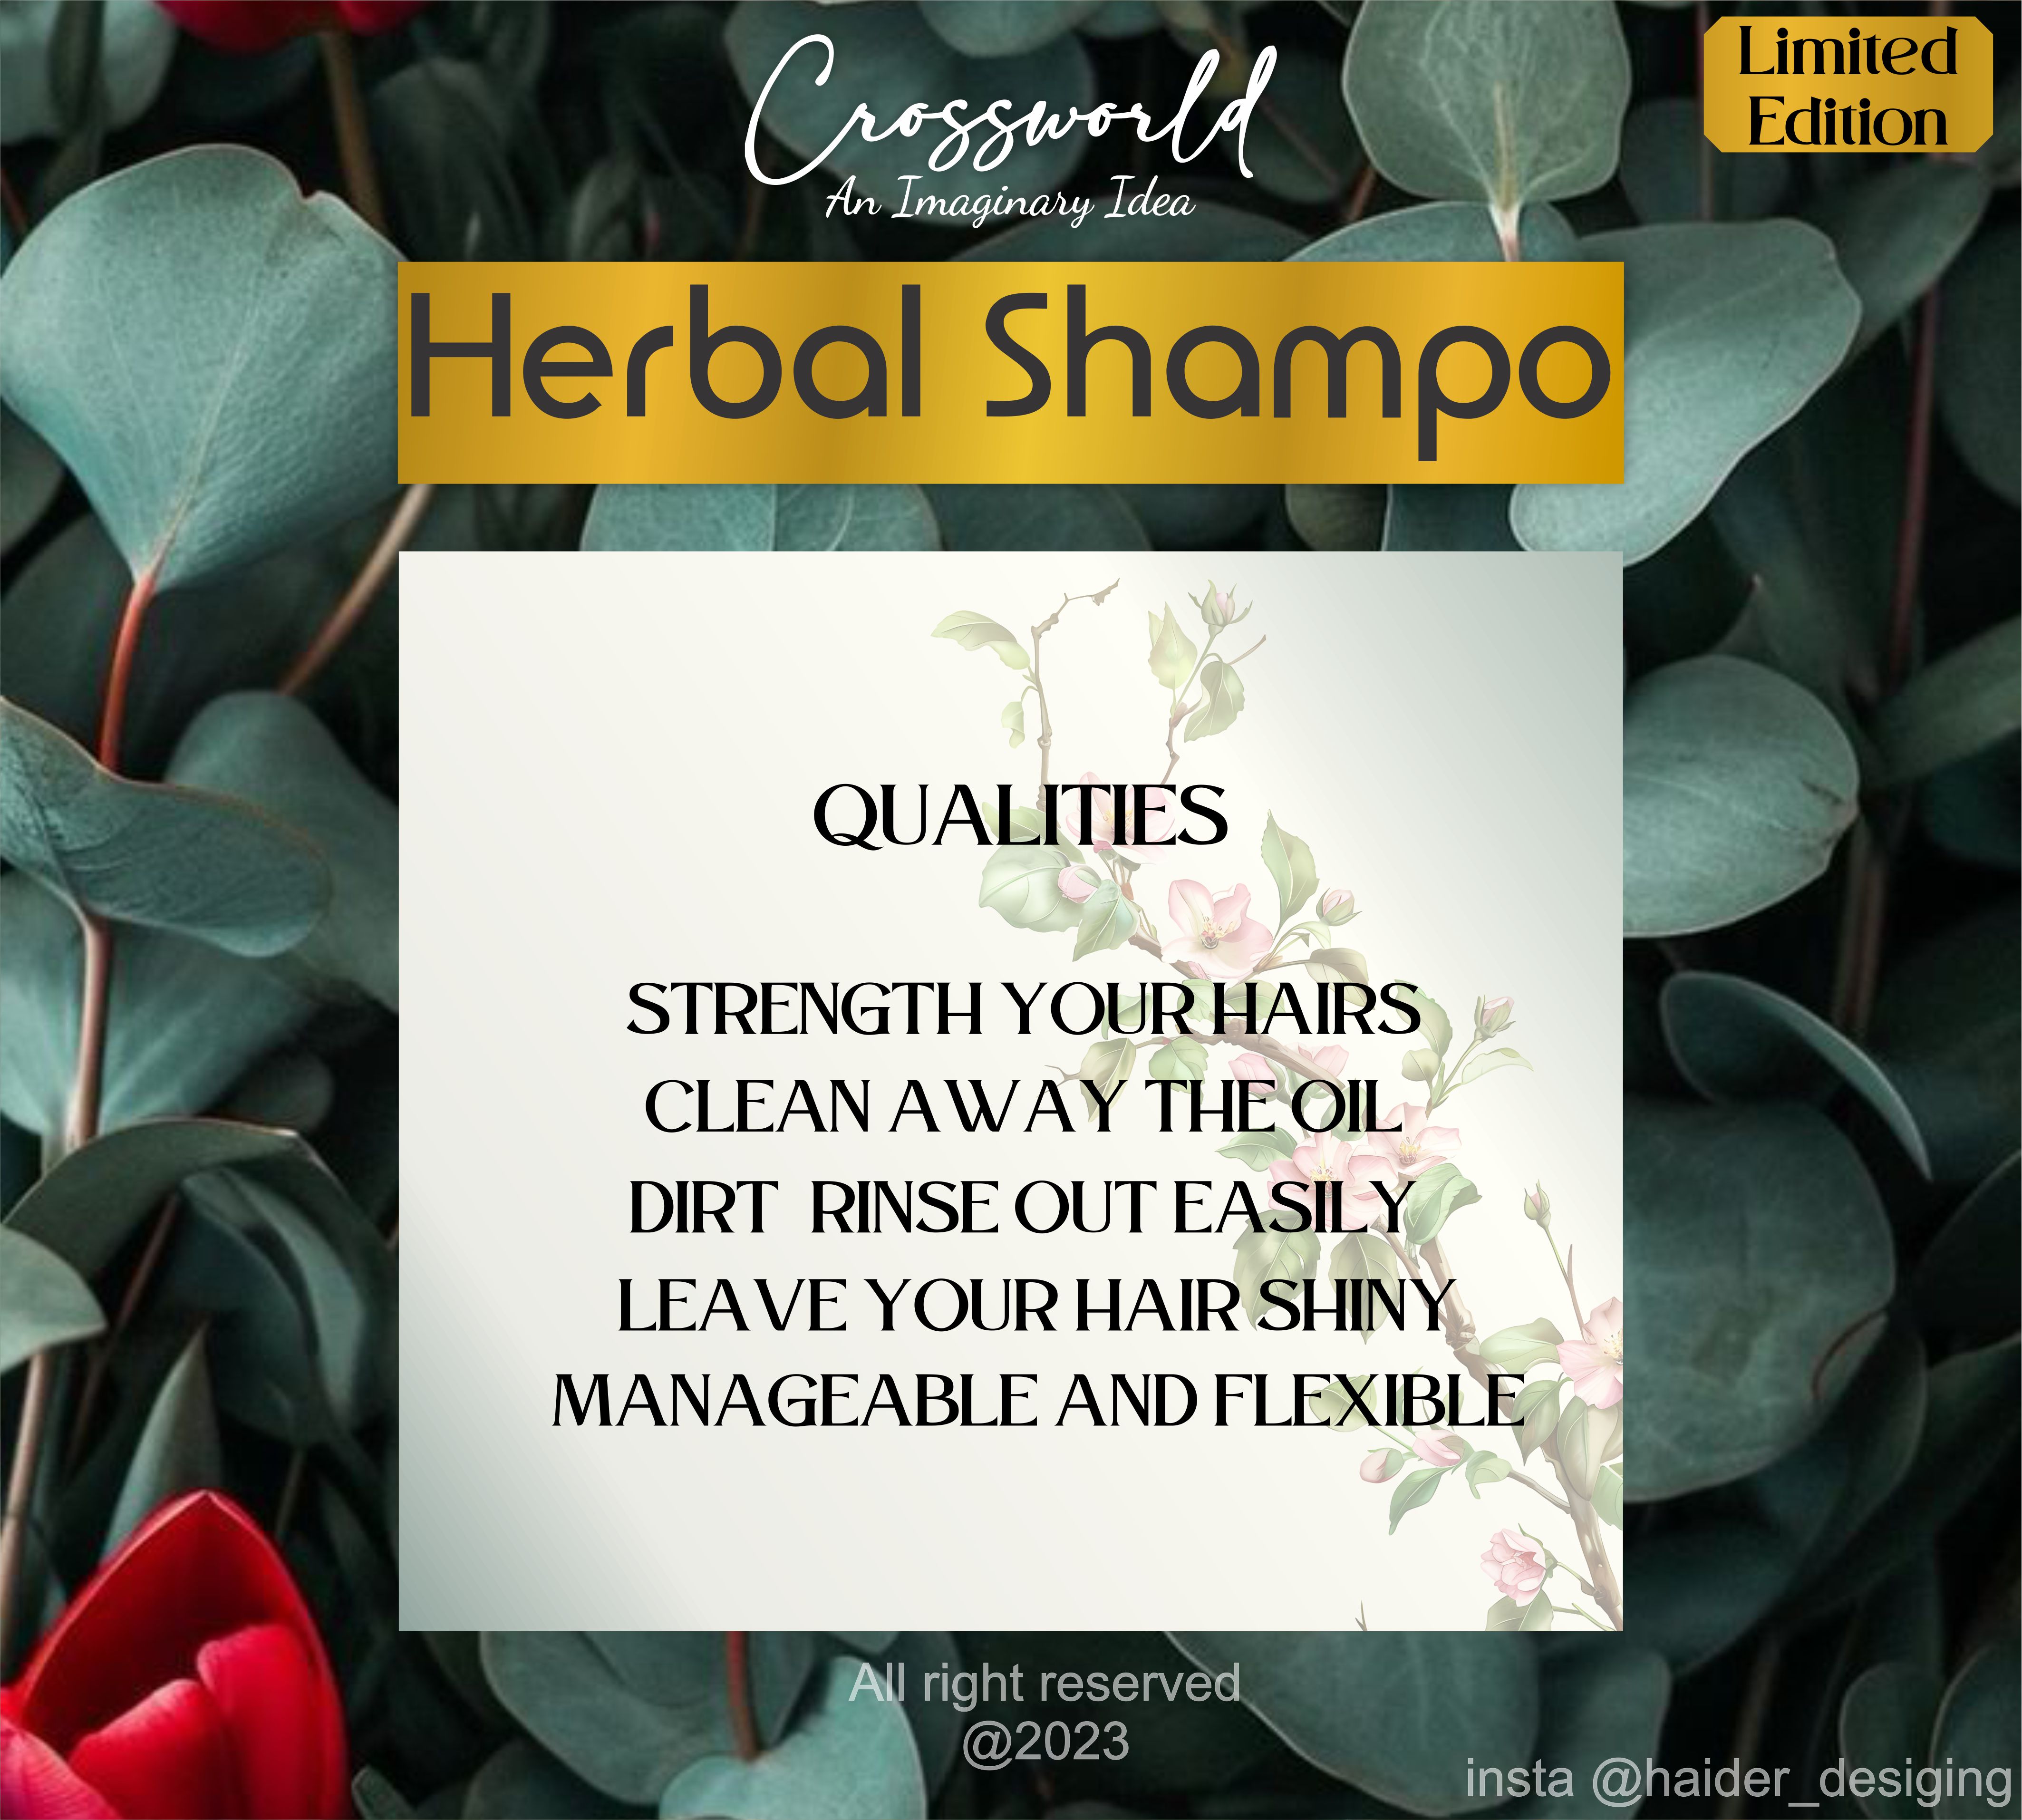 Crossworld
An Imaginary Idea
Limited
Edition
Herbal Shampo
QUALITIES
STRENGTH YOUR HAIRS
CLEAN AWAY THE OIL
DIRT RINSE OUT EASILY
LEAVE YOUR HAIR SHINY
MANAGEABLE AND FLEXIBLE
All right reserved
@2023
insta @haider_desiging